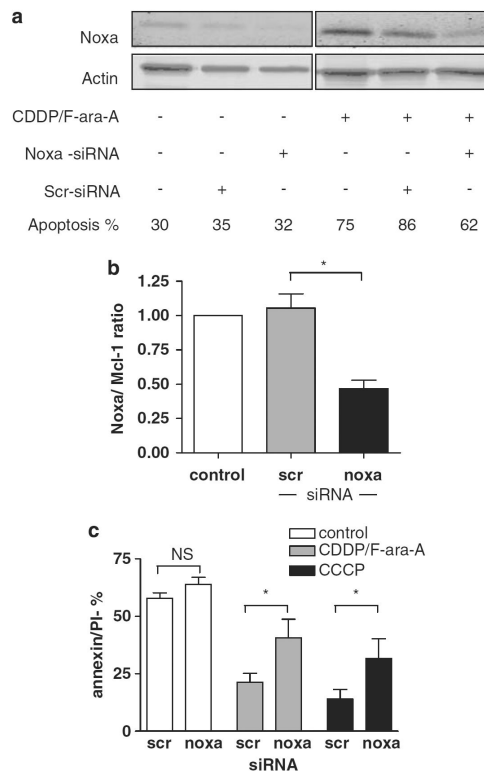 a
Noxa
Actin
CDDP/F-ara-A - - - + + +
Noxa -siRNA - - + - - +
Scr-siRNA - + - - + -
Apoptosis % 30 35 32 75 86 62
b
*
1.25
1.00
0.75
0.50
0.25
0.00
Noxa/ Mcl-1 ratio
control scr noxa
siRNA
c
control
CDDP/F-ara-A
CCCP
75
50
25
0
annexin/PI- %
NS * *
scr noxa scr noxa scr noxa
siRNA